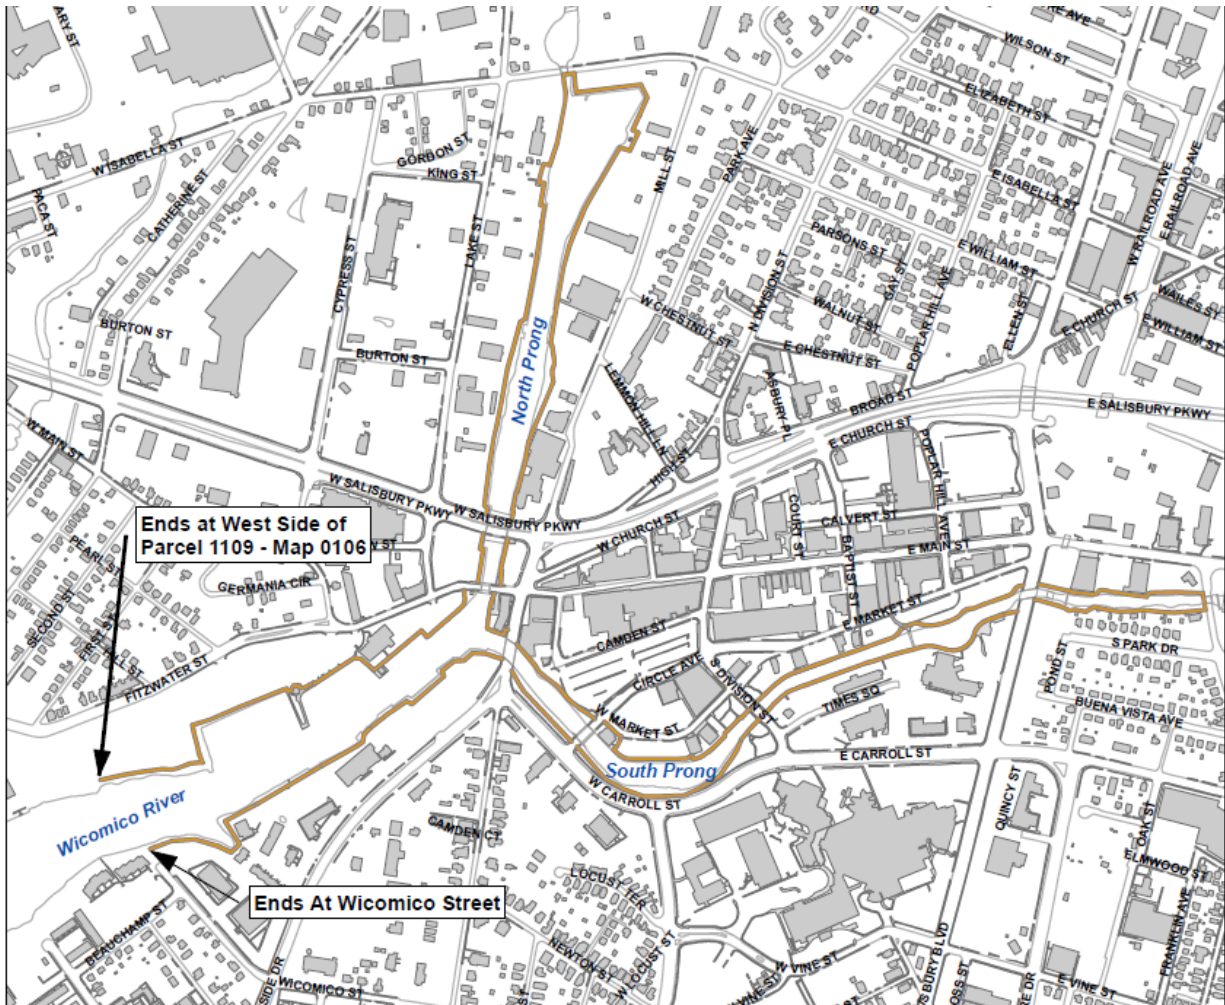 WILSON ST
ELIZABETH ST
W ISABELLA ST
GORDON ST
KING ST
MILL ST
PARK AVE
E ISABELLA ST
W RAILROAD AVE
E RAILROAD AVE
PACA ST
CATHERINE ST
CYPRESS ST
LAKE ST
PARSONS ST
GAY ST
E WILLIAM ST
N DIVISION ST
WALNUT ST
POPLAR HILL AVE
ELLEN ST
E CHURCH ST
WAILES ST
E WILLIAM ST
BURTON ST
BURTON ST
North Prong
W CHESTNUT ST
E CHESTNUT ST
LEMMON HILL LN
ASBURY PL
BROAD ST
E SALISBURY PKWY
W MAIN ST
HIGH ST
E CHURCH ST
POPLAR HILL AVE
W SALISBURY PKWY
W SALISBURY PKWY
Ends at West Side of
Parcel 1109 - Map 0106
W CHURCH ST
COURT ST
CALVERT ST
BAPTIST ST
E MAIN ST
PEARL ST
GERMANIA CIR
SECOND ST
HILL ST
FITZWATER ST
CAMDEN ST
E MARKET ST
CIRCLE AVE
S DIVISION ST
S PARK DR
POND ST
W MARKET ST
TIMES SQ
BUENA VISTA AVE
South Prong
E CARROLL ST
W CARROLL ST
Wicomico River
QUINCY ST
CAMDEN CT
OAK ST
ELMWOOD ST
LOCUST TER
Ends At Wicomico Street
BEAUCHAMP ST
NEWTON ST
W LOCUST ST
W VINE ST
FRANKLIN AVE
WICOMICO ST
E VINE ST